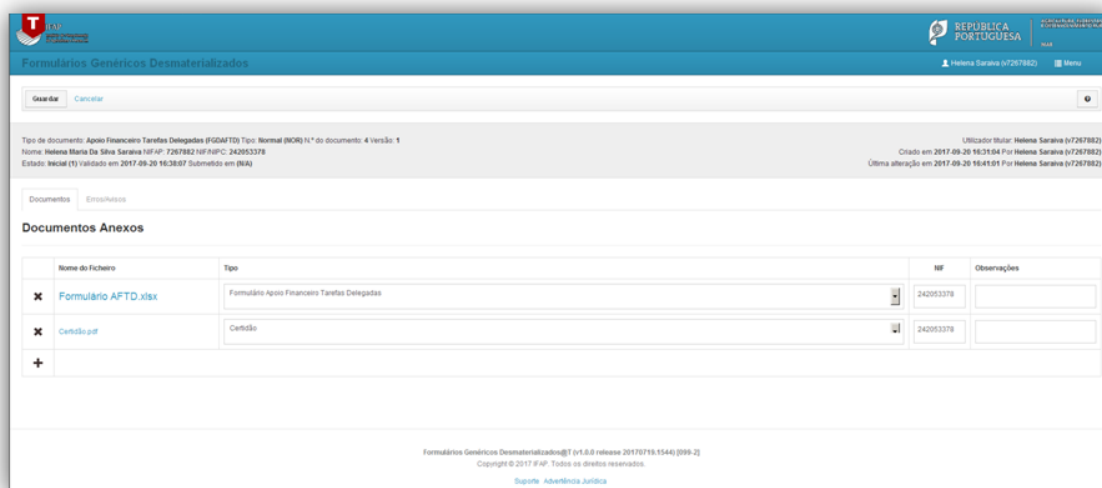 T
IFAP
REPÚBLICA
PORTUGUESA
MAR
Formulários Genéricos Desmaterializados
Helena Saraiva (v7267882) Menu
Guardar Cancelar
Tipo de documento: Apoio Financeiro Tarefas Delegadas (FGDAFTD) Tipo: Normal (NOR) N.º do documento: 4 Versão: 1
Utilizador titular: Helena Saraiva (v7267882)
Nome: Helena Maria Da Silva Saraiva NIFAP: 7267882 NIF/NIPC: 242053378
Criado em 2017-09-20 16:31:04 Por Helena Saraiva (v7267882)
Estado: Inicial (1) Validado em 2017-09-20 16:38:07 Submetido em (N/A)
Última alteração em 2017-09-20 16:41:01 Por Helena Saraiva (v7267882)
Documentos Erros/Avisos
Documentos Anexos
Nome do Ficheiro Tipo NIF Observações
Formulário AFTD.xlsx Formulário Apoio Financeiro Tarefas Delegadas 242053378
Certidão.pdf Certidão 242053378
Formulários Genéricos Desmaterializados@T (v1.0.0 release 20170719.1544) [099-2]
Copyright © 2017 IFAP. Todos os direitos reservados.
Suporte Advertência Jurídica